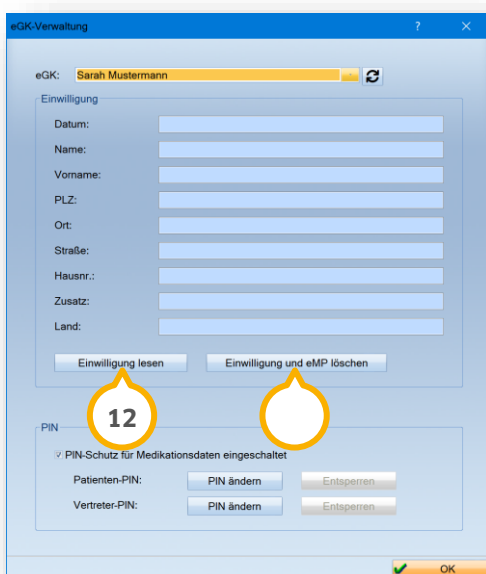 eGK-Verwaltung ?
eGK: Sarah Mustermann
Einwilligung
Datum:
Name:
Vorname:
PLZ:
Ort:
Straße:
Hausnr.:
Zusatz:
Land:
Einwilligung lesen Einwilligung und eMP löschen
12
PIN
PIN-Schutz für Medikationsdaten eingeschaltet
Patienten-PIN: PIN ändern Entsperren
Vertreter-PIN: PIN ändern Entsperren
OK